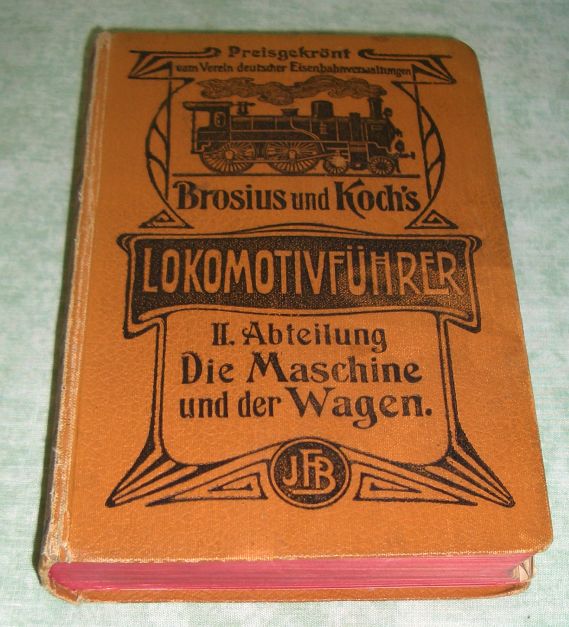 Preisgekrönt
vom Verein deutscher Eisenbahnverwaltungen
Brosius und Koch's
LOKOMOTIVFÜHRER
II. Abteilung
Die Maschine
und der Wagen.
JFB